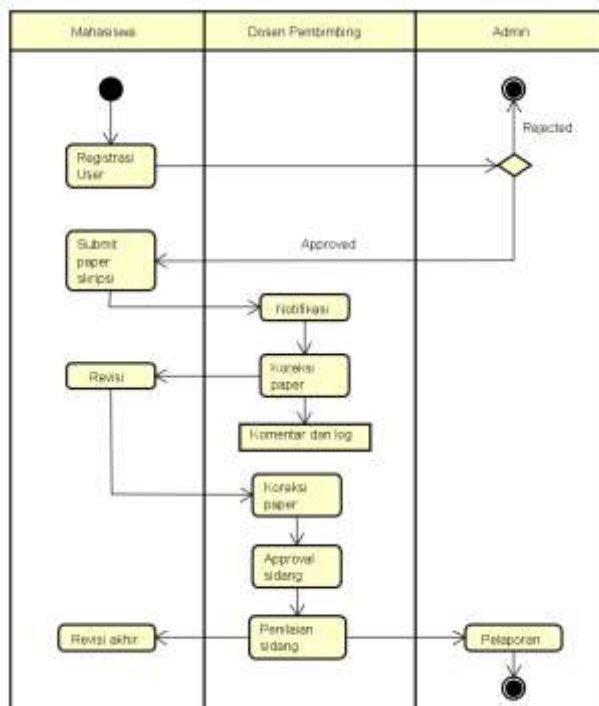 Mahasiswa
Dosen Pembimbing
Admin
Rejected
Registrasi
User
Submit
paper
skripsi
Approved
Notifikasi
Revisi
Koreksi
paper
Komentar dan log
Koreksi
paper
Approval
sidang
Revisi akhir
Penilaian
sidang
Pelaporan